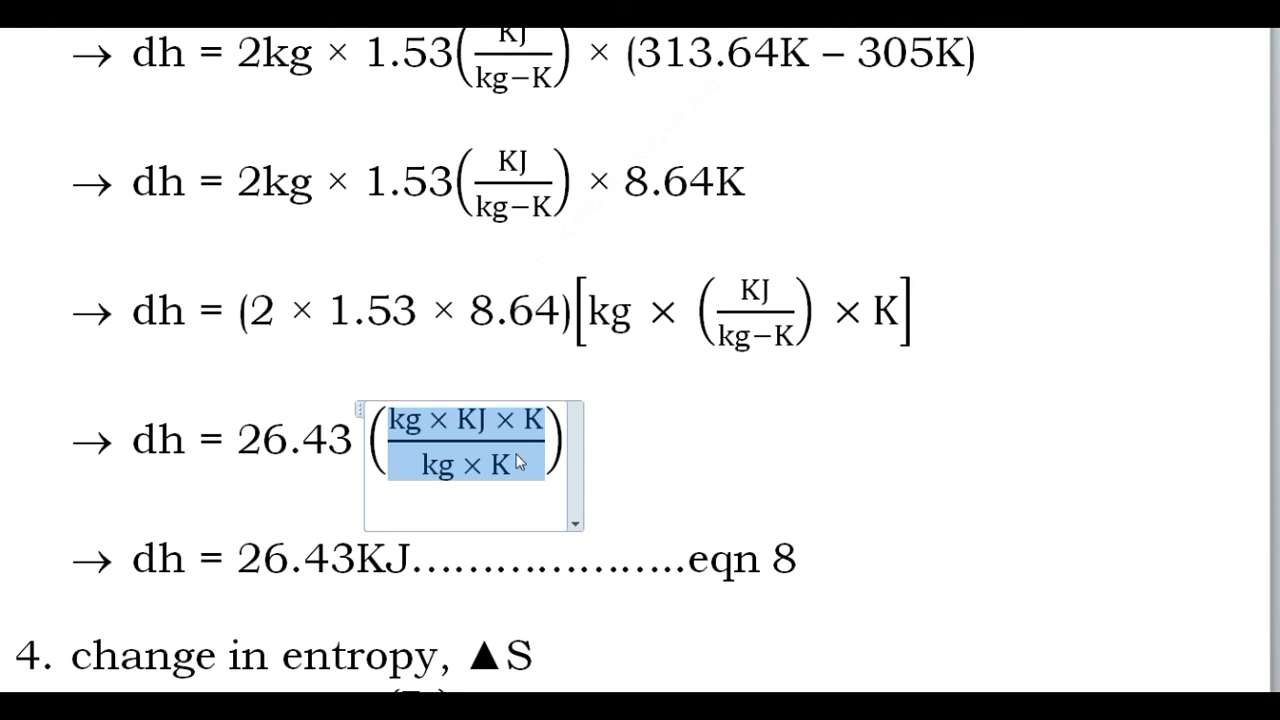 → dh = 2kg × 1.53(KJ/kg−K) × (313.64K – 305K)
→ dh = 2kg × 1.53(KJ/kg−K) × 8.64K
→ dh = (2 × 1.53 × 8.64)[kg × (KJ/kg−K) × K]
→ dh = 26.43 (kg × KJ × K/kg × K)
→ dh = 26.43KJ.....................eqn 8
4. change in entropy, ▲S